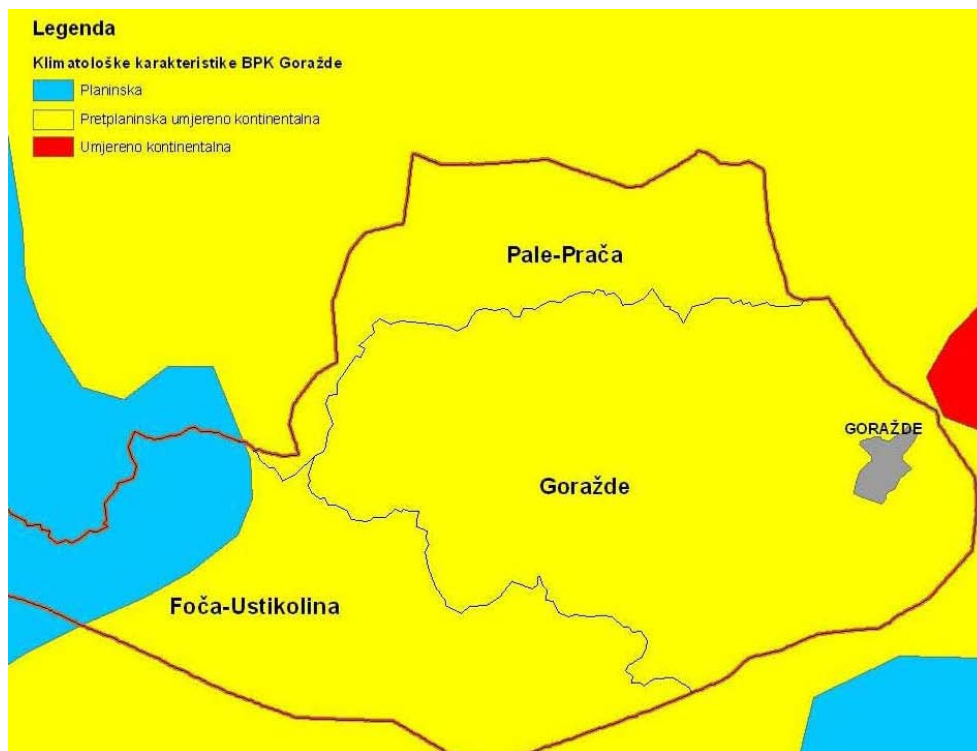 Legenda
Klimatološke karakteristike BPK Goražde
Planinska
Pretplaninska umjereno kontinentalna
Umjereno kontinentalna
Pale-Prača
GORAŽDE
Goražde
Foča-Ustikolina